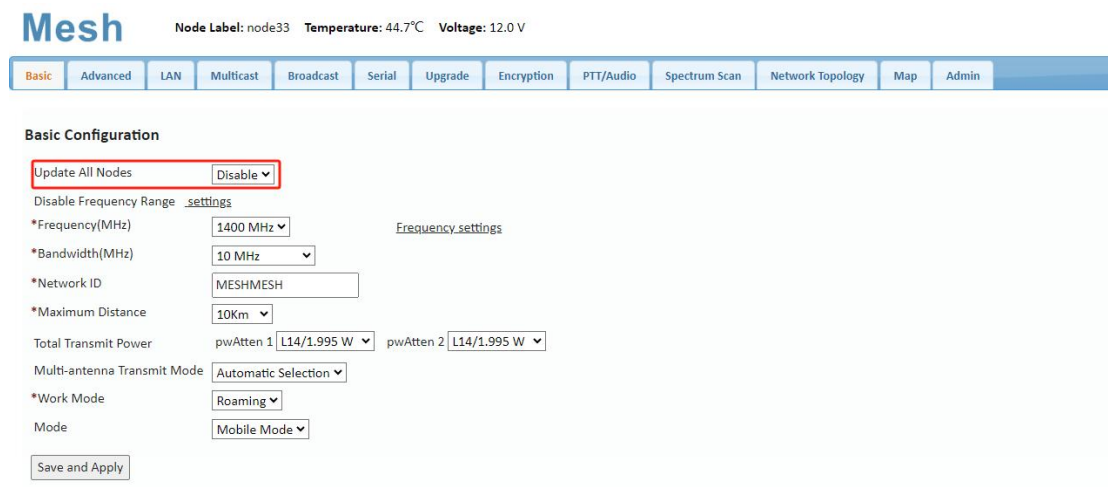 Mesh Node Label: node33 Temperature: 44.7℃ Voltage: 12.0 V
Basic Advanced LAN Multicast Broadcast Serial Upgrade Encryption PTT/Audio Spectrum Scan Network Topology Map Admin
Basic Configuration
Update All Nodes Disable
Disable Frequency Range settings
*Frequency(MHz) 1400 MHz Frequency settings
*Bandwidth(MHz) 10 MHz
*Network ID MESHMESH
*Maximum Distance 10Km
Total Transmit Power pwAtten 1 L14/1.995 W pwAtten 2 L14/1.995 W
Multi-antenna Transmit Mode Automatic Selection
*Work Mode Roaming
Mode Mobile Mode
Save and Apply